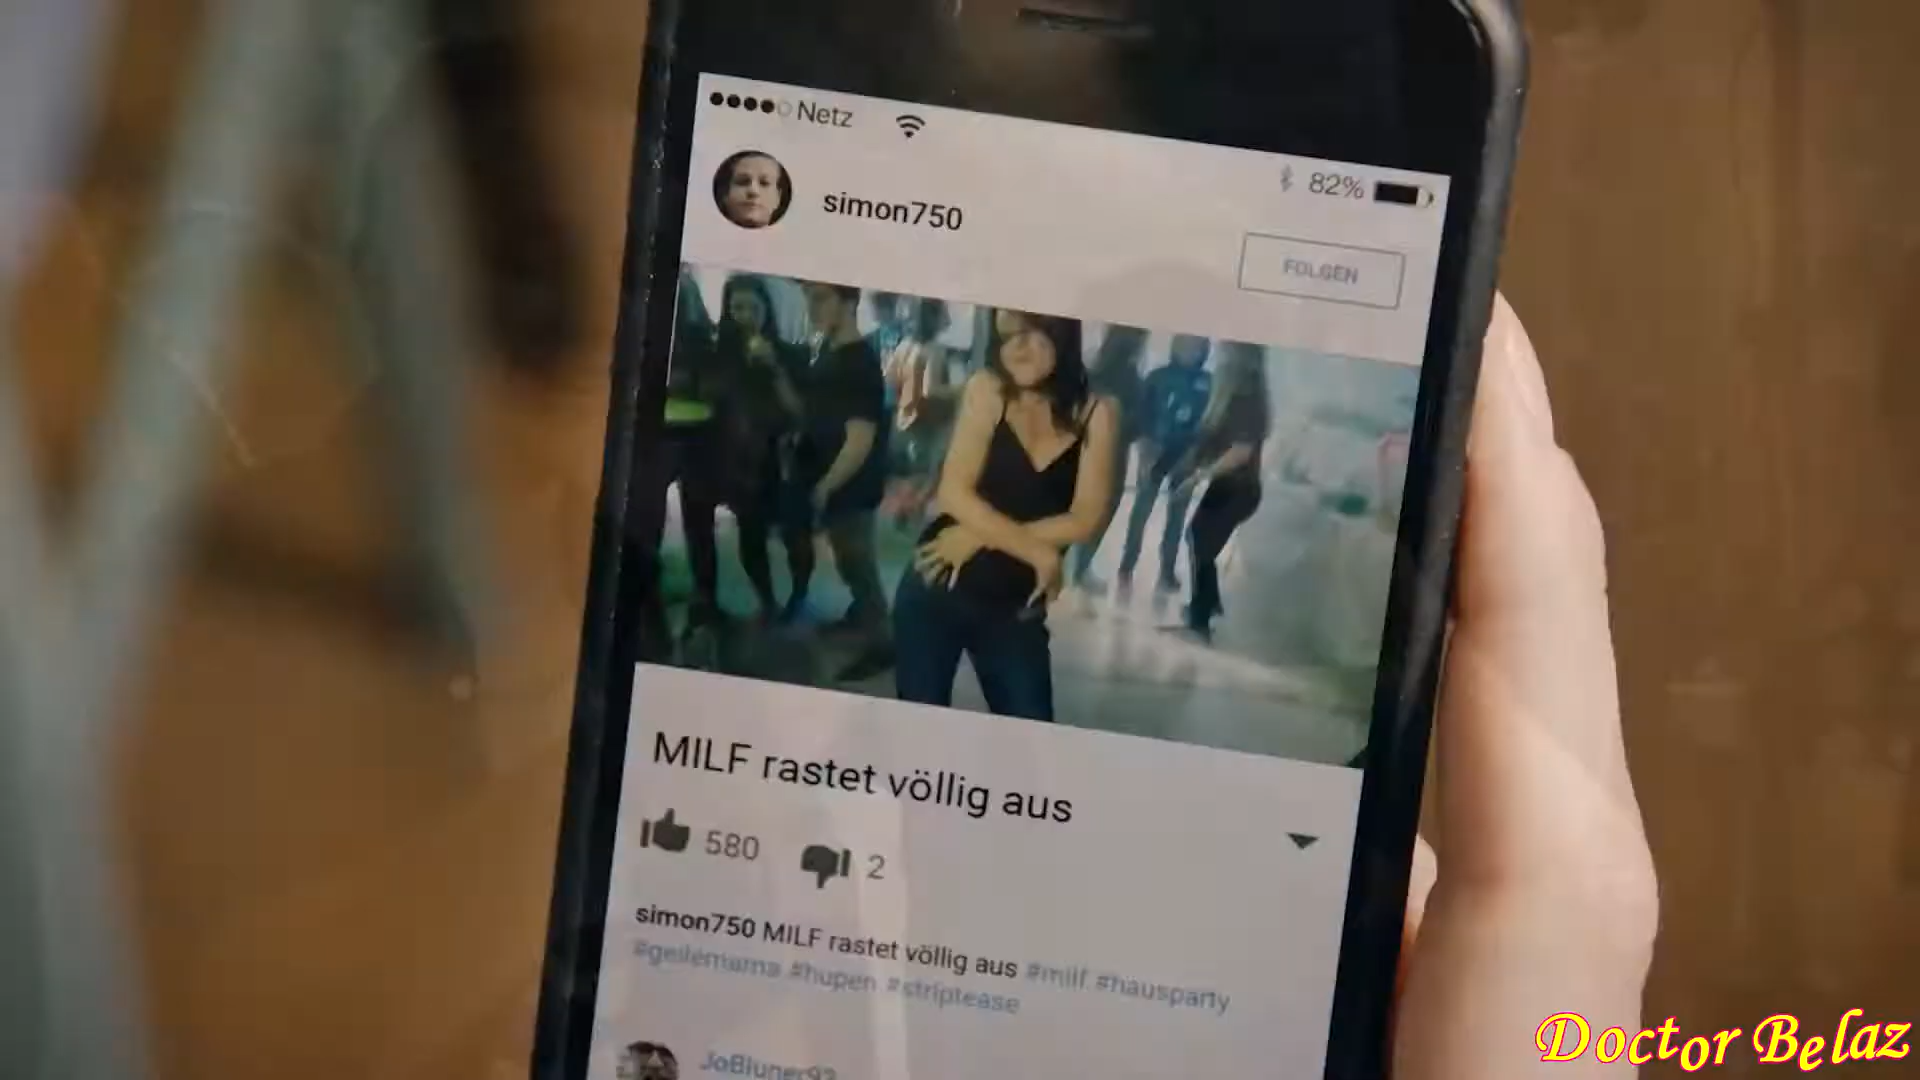 Netz
82%
simon750
FOLGEN
MILF rastet völlig aus
580 2
simon750 MILF rastet völlig aus #milf #hausparty
#geilemama #hupen #striptease
Doctor Belaz